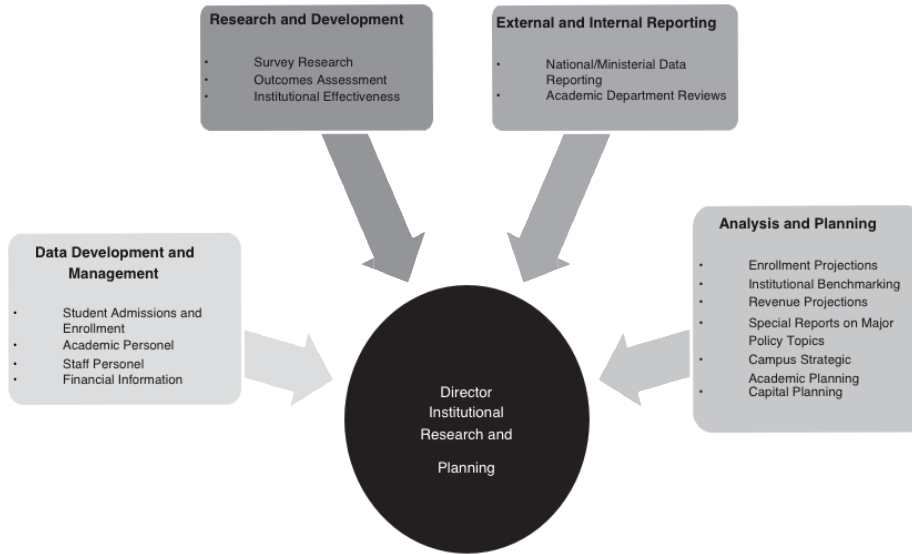 Research and Development
• Survey Research
• Outcomes Assessment
• Institutional Effectiveness
External and Internal Reporting
• National/Ministerial Data
Reporting
• Academic Department Reviews
Data Development and
Management
• Student Admissions and
Enrollment
• Academic Personel
• Staff Personel
• Financial Information
Analysis and Planning
• Enrollment Projections
• Institutional Benchmarking
• Revenue Projections
• Special Reports on Major
Policy Topics
• Campus Strategic
Academic Planning
• Capital Planning
Director
Institutional
Research and
Planning